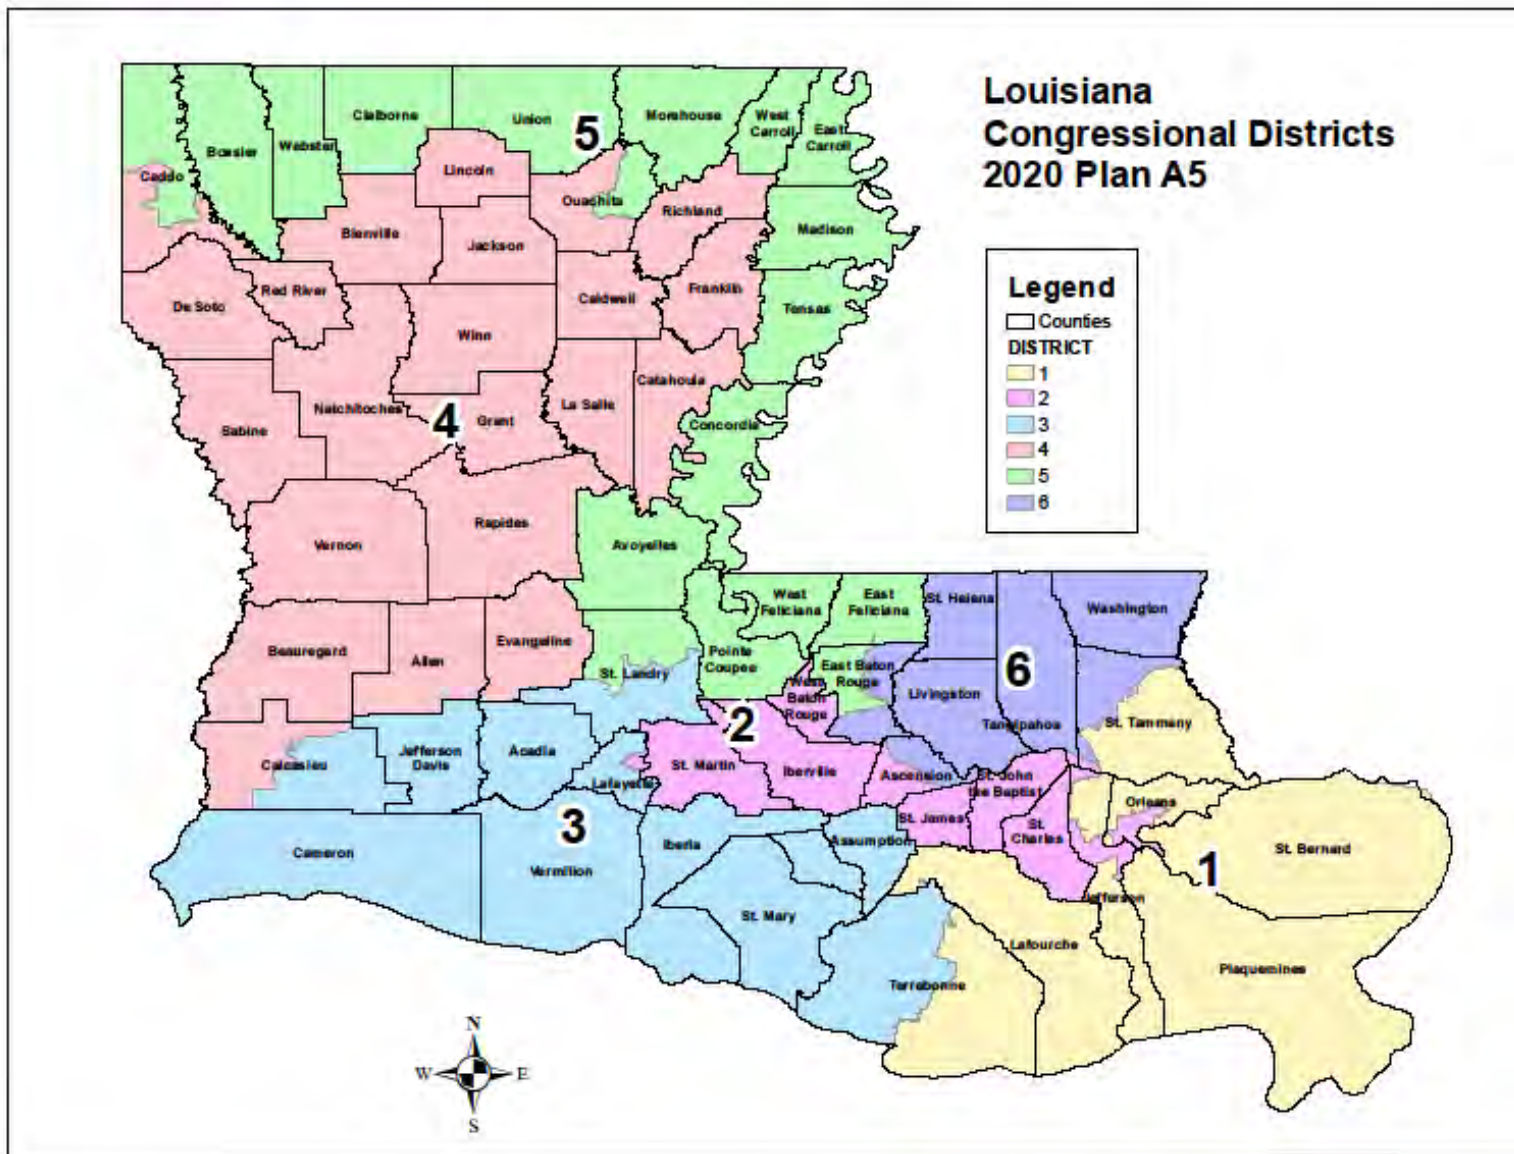 Louisiana
Congressional Districts
2020 Plan A5
Legend
Counties
DISTRICT
1
2
3
4
5
6
Claiborne
Union
5
Morehouse
West
Carroll
East
Carroll
Bossier
Webster
Caddo
Lincoln
Ouachita
Richland
Madison
Bienville
Jackson
De Soto
Red River
Caldwell
Franklin
Tensas
Winn
Catahoula
Natchitoches
4
Grant
La Salle
Concordia
Sabine
Rapides
Vernon
Avoyelles
West
Feliciana
East
Feliciana
St. Helena
Washington
Beauregard
Allen
Evangeline
St. Landry
Pointe
Coupee
East Baton
Rouge
West
Baton
Rouge
Livingston
6
Tangipahoa
St. Tammany
2
Calcasieu
Jefferson
Davis
Acadia
Lafayette
St. Martin
Iberville
Ascension
St. John
the Baptist
Orleans
St. James
St.
Charles
3
Cameron
Vermilion
Iberia
Assumption
St. Bernard
1
Jefferson
St. Mary
Lafourche
Terrebonne
Plaquemines
N
W
E
S